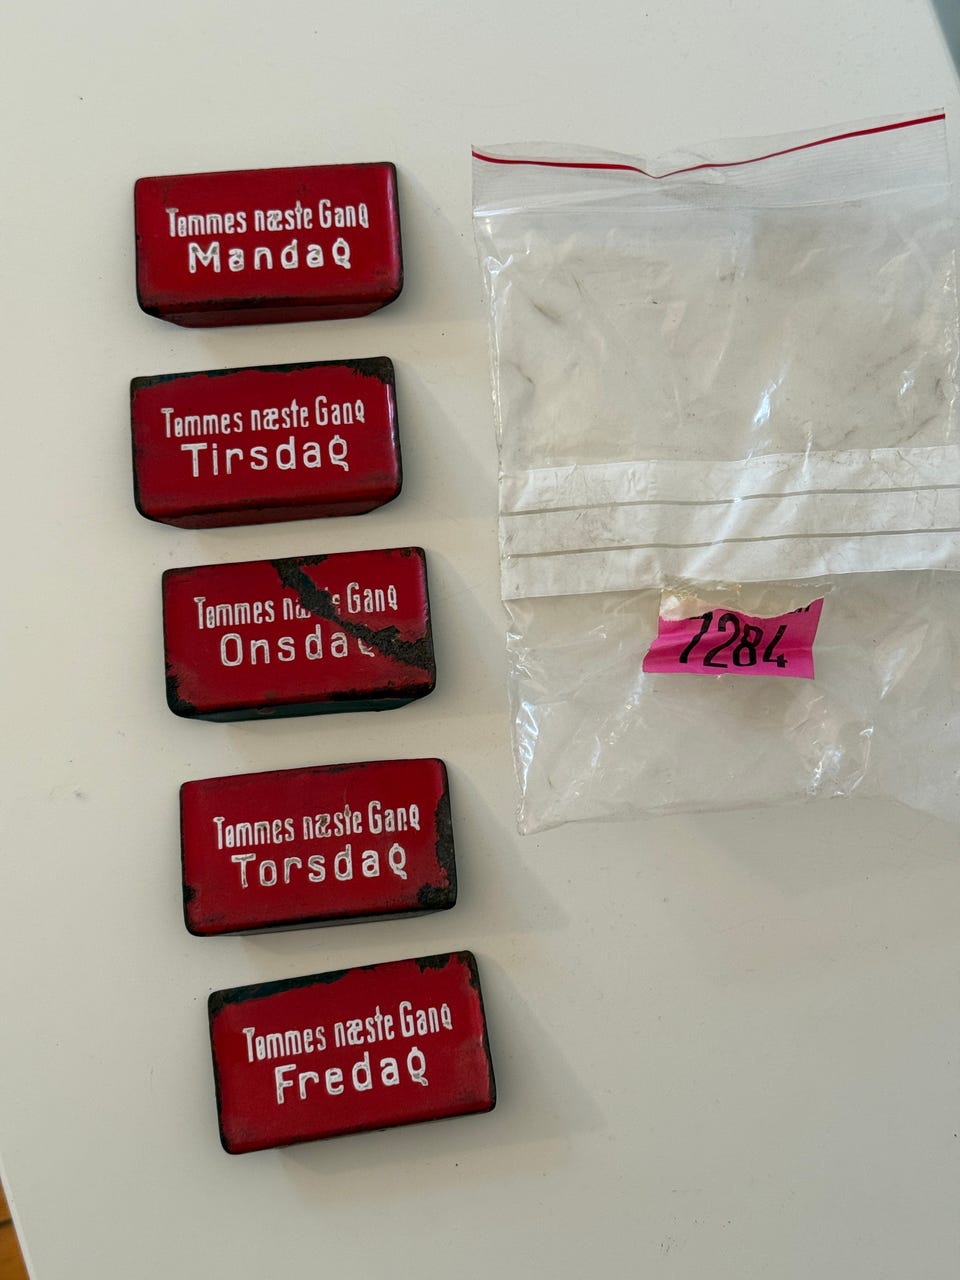 Tømmes næste Gang
Mandag
Tømmes næste Gang
Tirsdag
Tømmes Gang
Tømmes næste Gang
Torsdag
Tømmes næste Gang
Fredag
7284